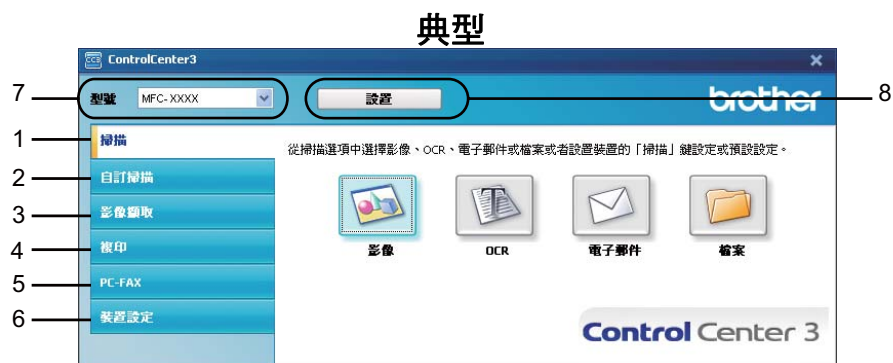 典型
ControlCenter3
7 型號 MFC-XXXX 設置 brother 8
1 掃描
從掃描選項中選擇影像、OCR、電子郵件或檔案或者設置裝置的「掃描」鍵設定或預設設定。
2 自訂掃描
3 影像擷取
影像 OCR 電子郵件 檔案
4 複印
5 PC-FAX
6 裝置設定
Control Center 3